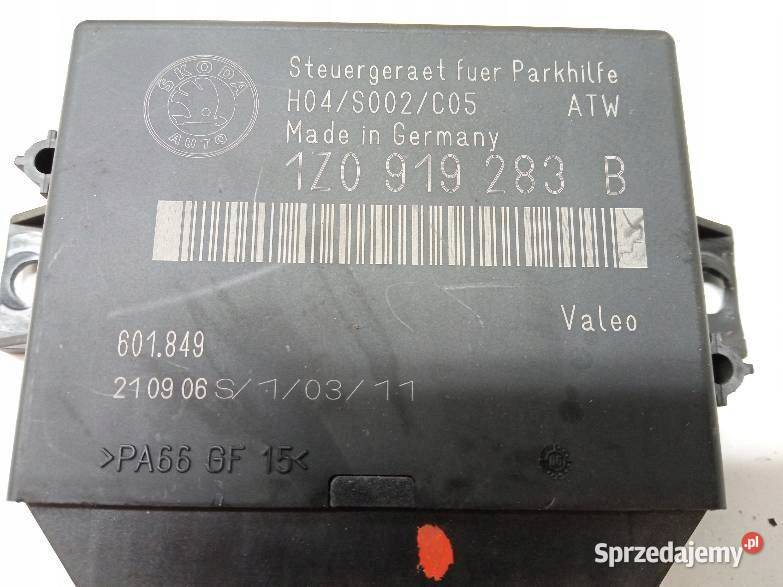 SKODA
AUTO
Steuergeraet fuer Parkhilfe
H04/S002/C05 ATW
Made in Germany
1Z0 919 283 B
Valeo
601.849
210906 S/1/03/11
>PA66 GF 15<
Sprzedajemy.pl